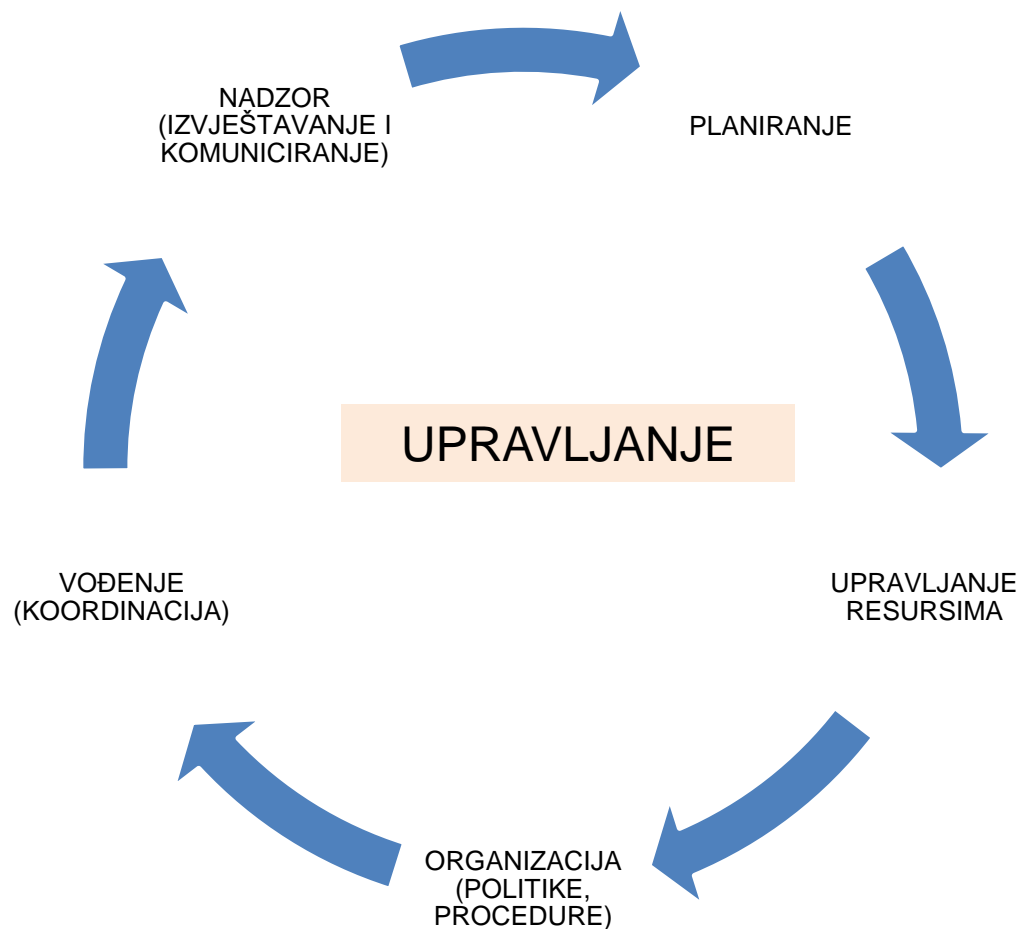 NADZOR
(IZVJEŠTAVANJE I
KOMUNICIRANJE)
PLANIRANJE
UPRAVLJANJE
VOĐENJE
(KOORDINACIJA)
UPRAVLJANJE
RESURSIMA
ORGANIZACIJA
(POLITIKE,
PROCEDURE)